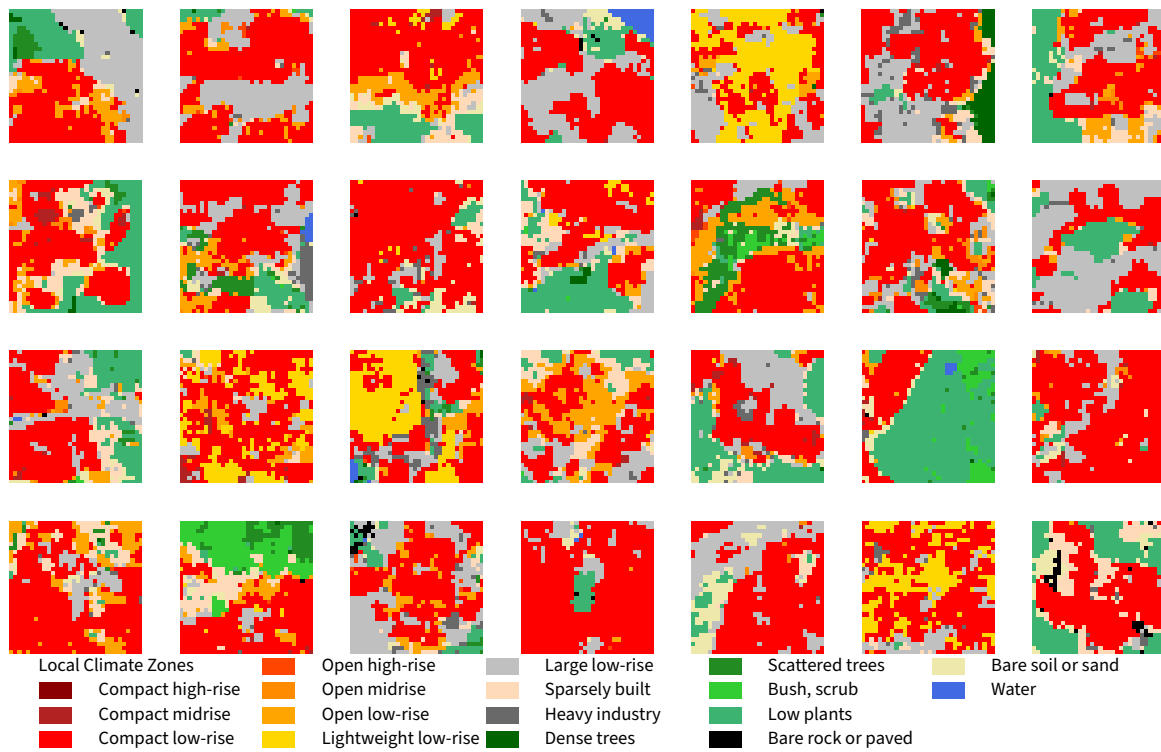 Local Climate Zones
Compact high-rise
Compact midrise
Compact low-rise
Open high-rise
Open midrise
Open low-rise
Lightweight low-rise
Large low-rise
Sparsely built
Heavy industry
Dense trees
Scattered trees
Bush, scrub
Low plants
Bare rock or paved
Bare soil or sand
Water